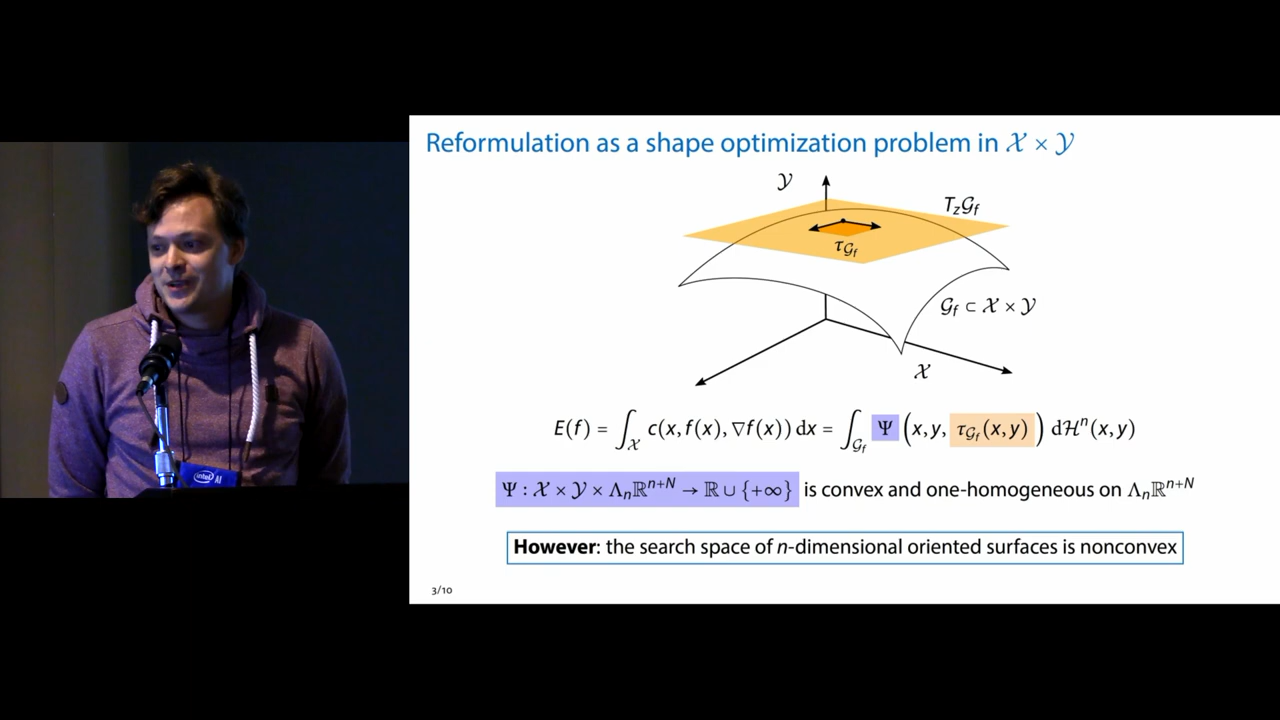 Reformulation as a shape optimization problem in 𝒳 × 𝒴
𝒴
T_z𝒢_f
τ_𝒢_f
𝒢_f ⊂ 𝒳 × 𝒴
𝒳
E(f) = ∫_𝒳 c(x, f(x), ∇f(x)) dx = ∫_𝒢_f Ψ (x, y, τ_𝒢_f(x, y)) dℋⁿ(x, y)
Ψ : 𝒳 × 𝒴 × Λ_nℝ^{n+N} → ℝ ∪ {+∞} is convex and one-homogeneous on Λ_nℝ^{n+N}
However: the search space of n-dimensional oriented surfaces is nonconvex
3/10
intel AI